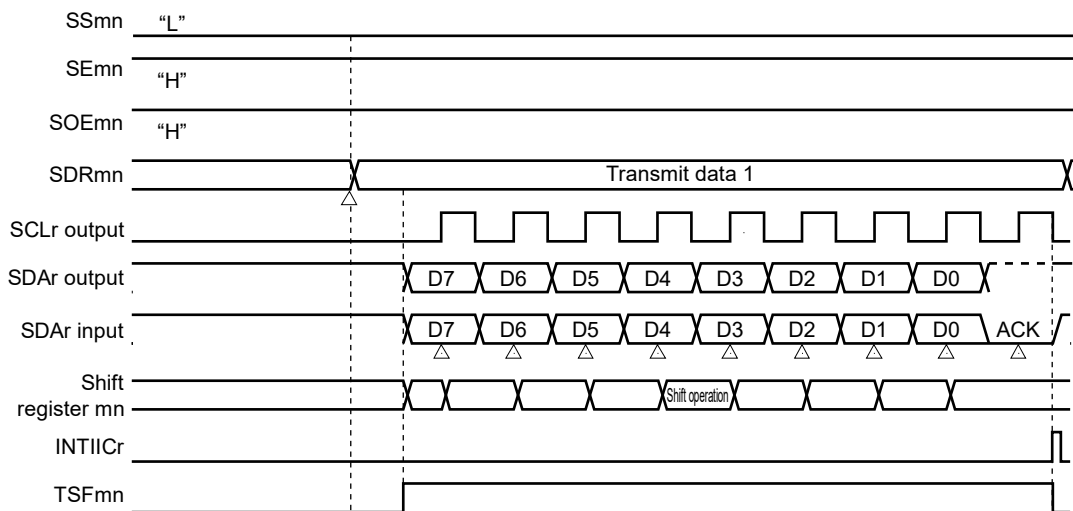 SSmn "L"
SEmn "H"
SOEmn "H"
SDRmn Transmit data 1
SCLr output
SDAr output D7 D6 D5 D4 D3 D2 D1 D0
SDAr input D7 D6 D5 D4 D3 D2 D1 D0 ACK
Shift
register mn Shift operation
INTIICr
TSFmn